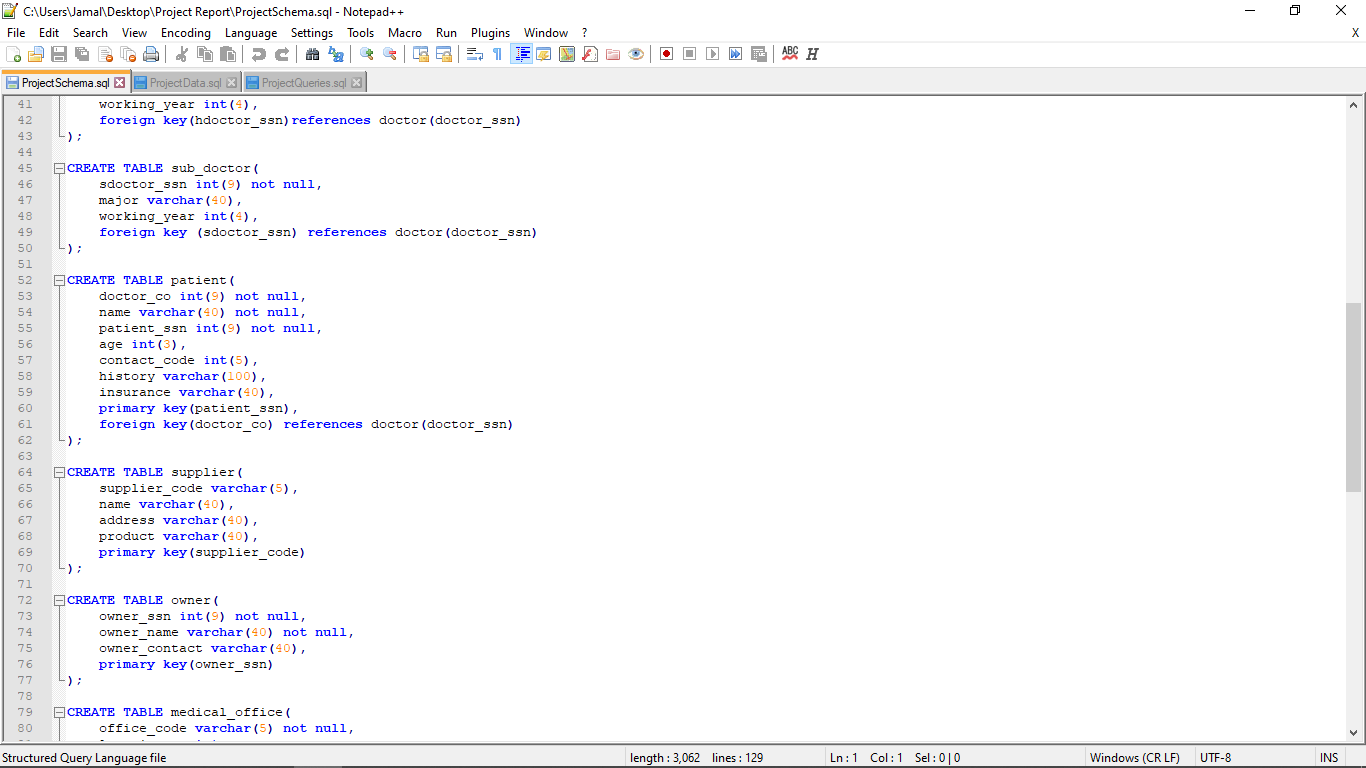 C:\Users\Jamal\Desktop\Project Report\ProjectSchema.sql - Notepad++
File Edit Search View Encoding Language Settings Tools Macro Run Plugins Window ? X
ABC H
ProjectSchema.sql ProjectData.sql ProjectQueries.sql
41 working_year int(4),
42 foreign key(hdoctor_ssn)references doctor(doctor_ssn)
43 );
44
45 CREATE TABLE sub_doctor(
46 sdoctor_ssn int(9) not null,
47 major varchar(40),
48 working_year int(4),
49 foreign key (sdoctor_ssn) references doctor(doctor_ssn)
50 );
51
52 CREATE TABLE patient(
53 doctor_co int(9) not null,
54 name varchar(40) not null,
55 patient_ssn int(9) not null,
56 age int(3),
57 contact_code int(5),
58 history varchar(100),
59 insurance varchar(40),
60 primary key(patient_ssn),
61 foreign key(doctor_co) references doctor(doctor_ssn)
62 );
63
64 CREATE TABLE supplier(
65 supplier_code varchar(5),
66 name varchar(40),
67 address varchar(40),
68 product varchar(40),
69 primary key(supplier_code)
70 );
71
72 CREATE TABLE owner(
73 owner_ssn int(9) not null,
74 owner_name varchar(40) not null,
75 owner_contact varchar(40),
76 primary key(owner_ssn)
77 );
78
79 CREATE TABLE medical_office(
80 office_code varchar(5) not null,
Structured Query Language file length : 3,062 lines : 129 Ln : 1 Col : 1 Sel : 0 | 0 Windows (CR LF) UTF-8 INS